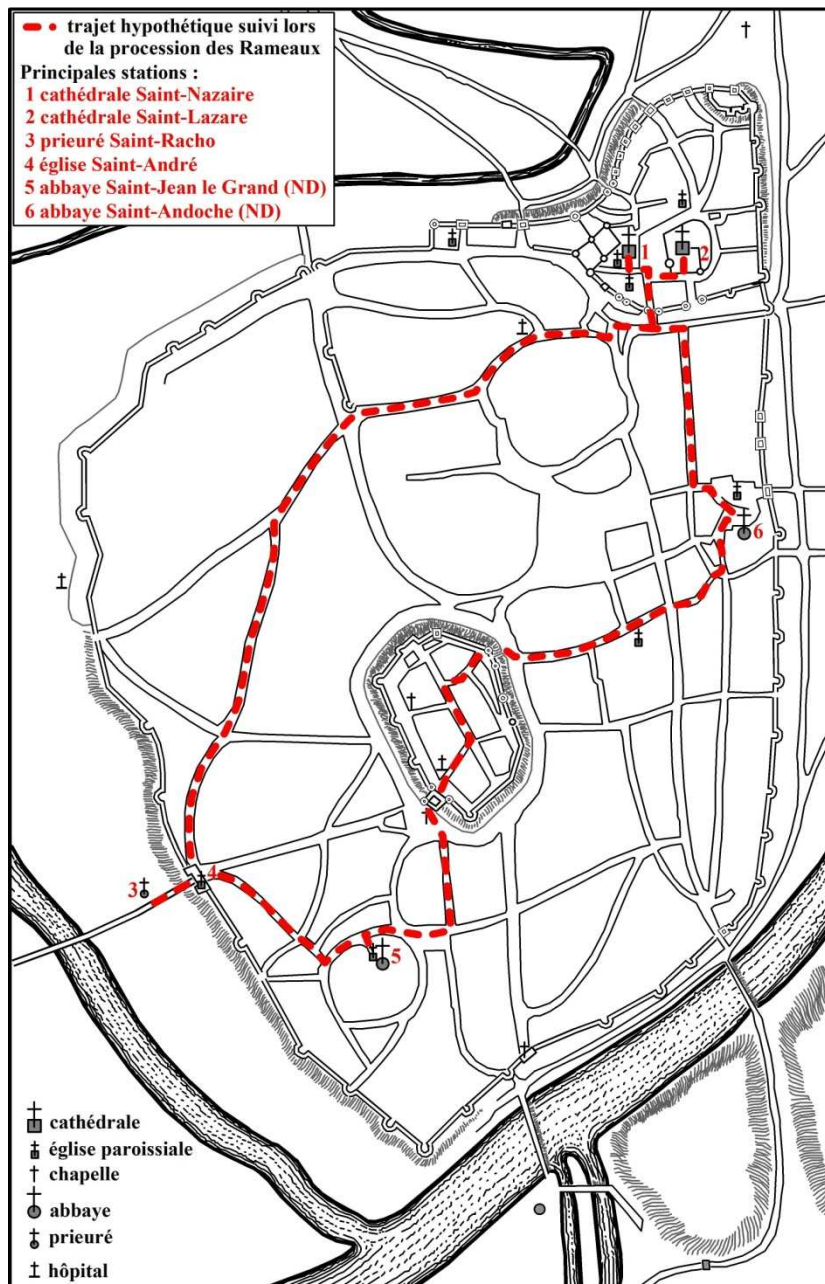 trajet hypothétique suivi lors
de la procession des Rameaux
Principales stations :
1 cathédrale Saint-Nazaire
2 cathédrale Saint-Lazare
3 prieuré Saint-Racho
4 église Saint-André
5 abbaye Saint-Jean le Grand (ND)
6 abbaye Saint-Andoche (ND)
1
2
6
3
4
5
cathédrale
église paroissiale
chapelle
abbaye
prieuré
hôpital